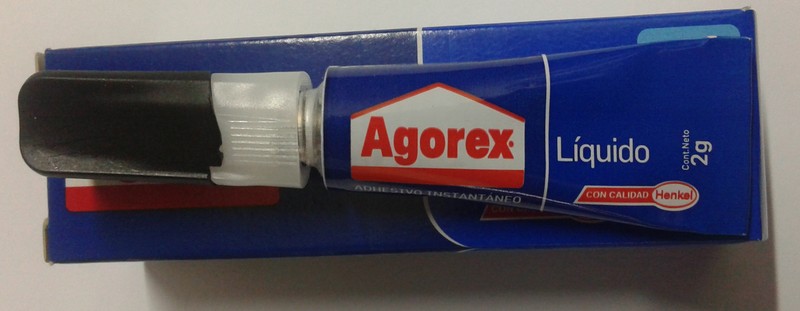 Agorex
ADHESIVO INSTANTANEO
Líquido
Cont.Neto
2g
CON CALIDAD Henkel